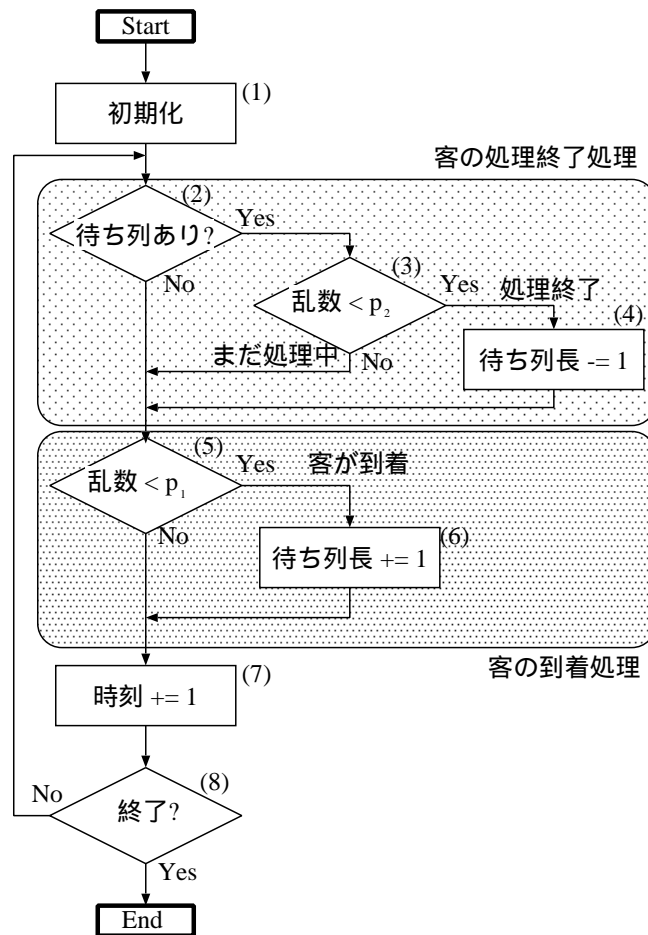 Start
(1)
初期化
客の処理終了処理
(2)
待ち列あり?
Yes
No
(3)
乱数 < p₂
Yes
処理終了
(4)
待ち列長 -= 1
まだ処理中
No
(5)
乱数 < p₁
Yes
客が到着
No
(6)
待ち列長 += 1
客の到着処理
(7)
時刻 += 1
(8)
No
終了?
Yes
End